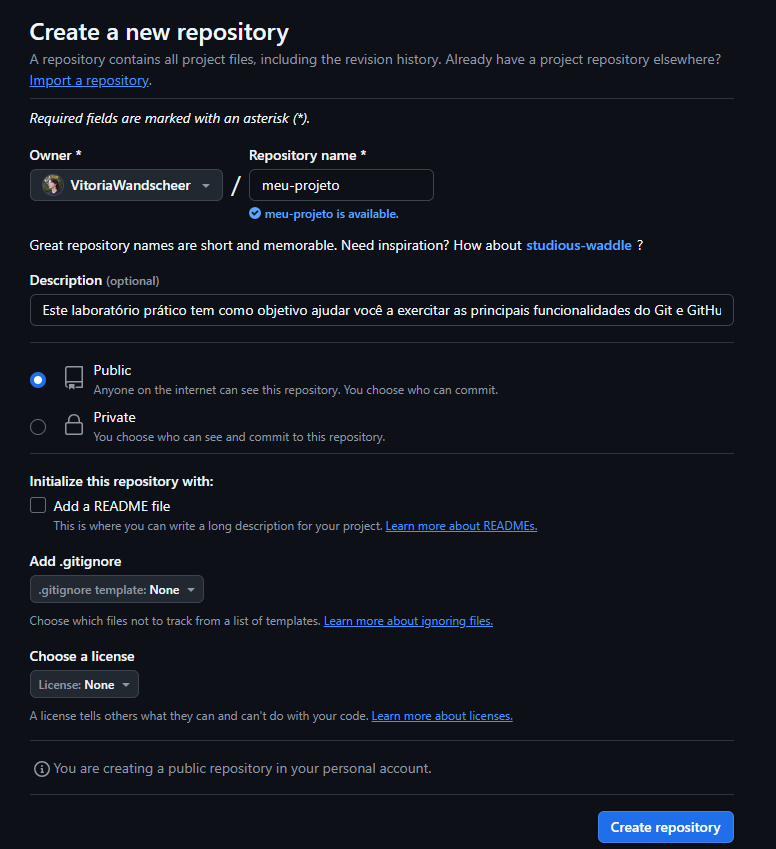 Create a new repository
A repository contains all project files, including the revision history. Already have a project repository elsewhere?
Import a repository.
Required fields are marked with an asterisk (*).
Owner *
Repository name *
VitoriaWandscheer
/
meu-projeto
meu-projeto is available.
Great repository names are short and memorable. Need inspiration? How about studious-waddle ?
Description (optional)
Este laboratório prático tem como objetivo ajudar você a exercitar as principais funcionalidades do Git e GitHu
Public
Anyone on the internet can see this repository. You choose who can commit.
Private
You choose who can see and commit to this repository.
Initialize this repository with:
Add a README file
This is where you can write a long description for your project. Learn more about READMEs.
Add .gitignore
.gitignore template: None
Choose which files not to track from a list of templates. Learn more about ignoring files.
Choose a license
License: None
A license tells others what they can and can't do with your code. Learn more about licenses.
You are creating a public repository in your personal account.
Create repository